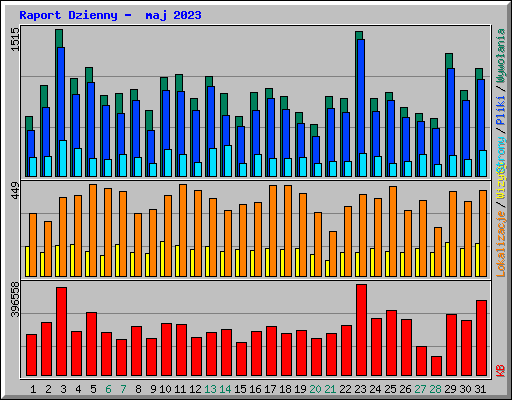 Raport Dzienny - maj 2023
1515
449
396558
Wywolania / Pliki / Strony
Lokalizacje / Wizyt
KB
1 2 3 4 5 6 7 8 9 10 11 12 13 14 15 16 17 18 19 20 21 22 23 24 25 26 27 28 29 30 31